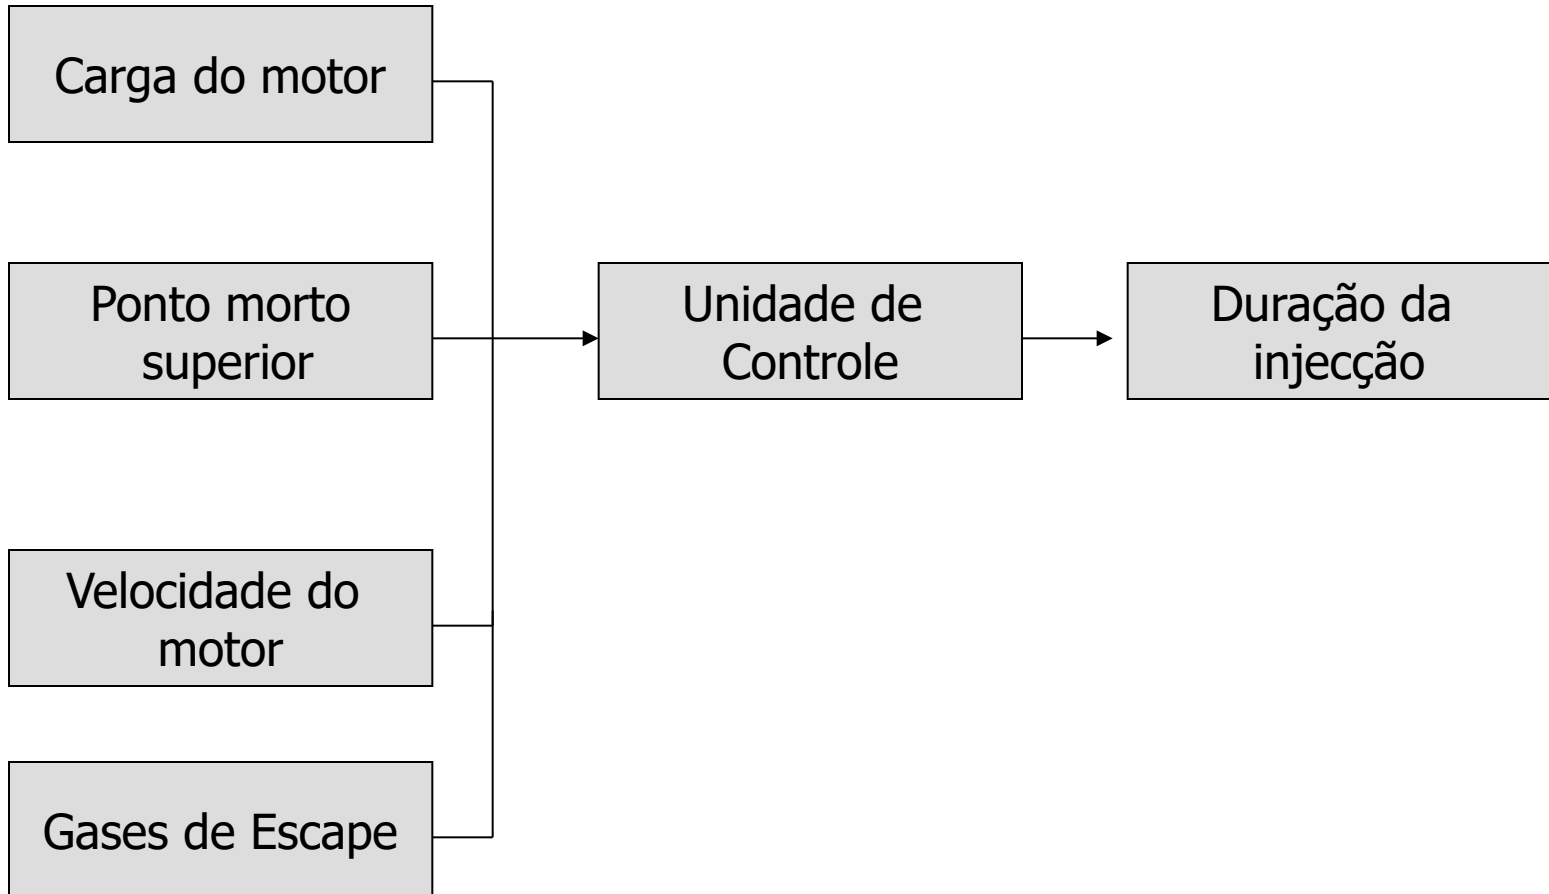 Carga do motor
Ponto morto
superior
Unidade de
Controle
Duração da
injecção
Velocidade do
motor
Gases de Escape